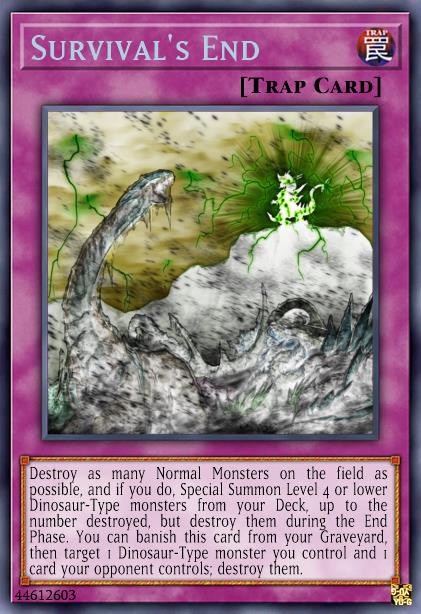 Survival's End
TRAP
罠
[Trap Card]
Destroy as many Normal Monsters on the field as
possible, and if you do, Special Summon Level 4 or lower
Dinosaur-Type monsters from your Deck, up to the
number destroyed, but destroy them during the End
Phase. You can banish this card from your Graveyard,
then target 1 Dinosaur-Type monster you control and 1
card your opponent controls; destroy them.
44612603